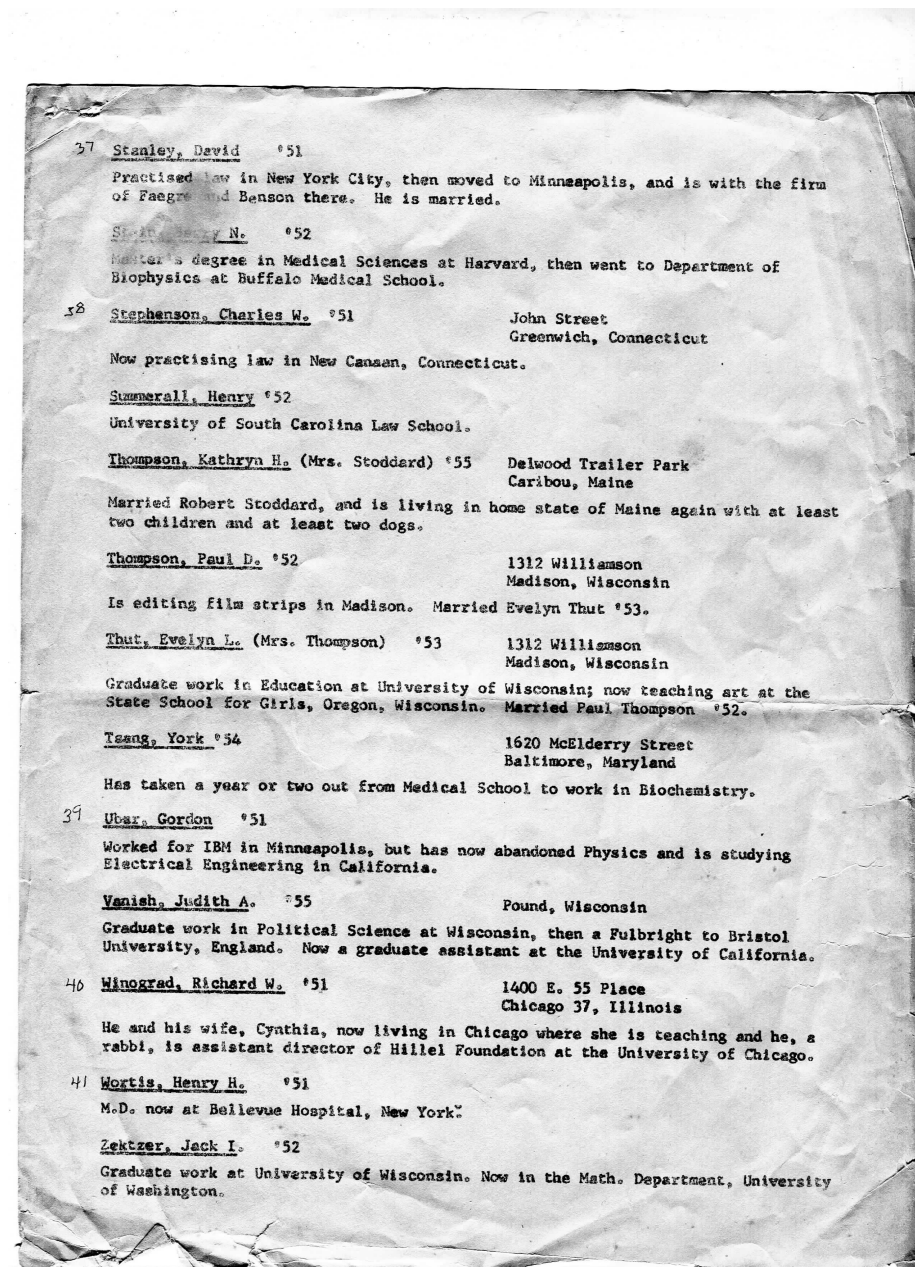 37 Stanley, David '51
Practised law in New York City, then moved to Minneapolis, and is with the firm
of Faegre and Benson there. He is married.
N. '52
Master's degree in Medical Sciences at Harvard, then went to Department of
Biophysics at Buffalo Medical School.
38 Stephenson, Charles W. '51 John Street
Greenwich, Connecticut
Now practising law in New Canaan, Connecticut.
Summerall, Henry '52
University of South Carolina Law School.
Thompson, Kathryn H. (Mrs. Stoddard) '55 Delwood Trailer Park
Caribou, Maine
Married Robert Stoddard, and is living in home state of Maine again with at least
two children and at least two dogs.
Thompson, Paul D. '52 1312 Williamson
Madison, Wisconsin
Is editing film strips in Madison. Married Evelyn Thut '53.
Thut, Evelyn L. (Mrs. Thompson) '53 1312 Williamson
Madison, Wisconsin
Graduate work in Education at University of Wisconsin; now teaching art at the
State School for Girls, Oregon, Wisconsin. Married Paul Thompson '52.
Tsang, York '54 1620 McElderry Street
Baltimore, Maryland
Has taken a year or two out from Medical School to work in Biochemistry.
39 Uber, Gordon '51
Worked for IBM in Minneapolis, but has now abandoned Physics and is studying
Electrical Engineering in California.
Vanish, Judith A. '55 Pound, Wisconsin
Graduate work in Political Science at Wisconsin, then a Fulbright to Bristol
University, England. Now a graduate assistant at the University of California.
40 Winograd, Richard W. '51 1400 E. 55 Place
Chicago 37, Illinois
He and his wife, Cynthia, now living in Chicago where she is teaching and he, a
rabbi, is assistant director of Hillel Foundation at the University of Chicago.
41 Wortis, Henry H. '51
M.D. now at Bellevue Hospital, New York.
Zektzer, Jack I. '52
Graduate work at University of Wisconsin. Now in the Math. Department, University
of Washington.